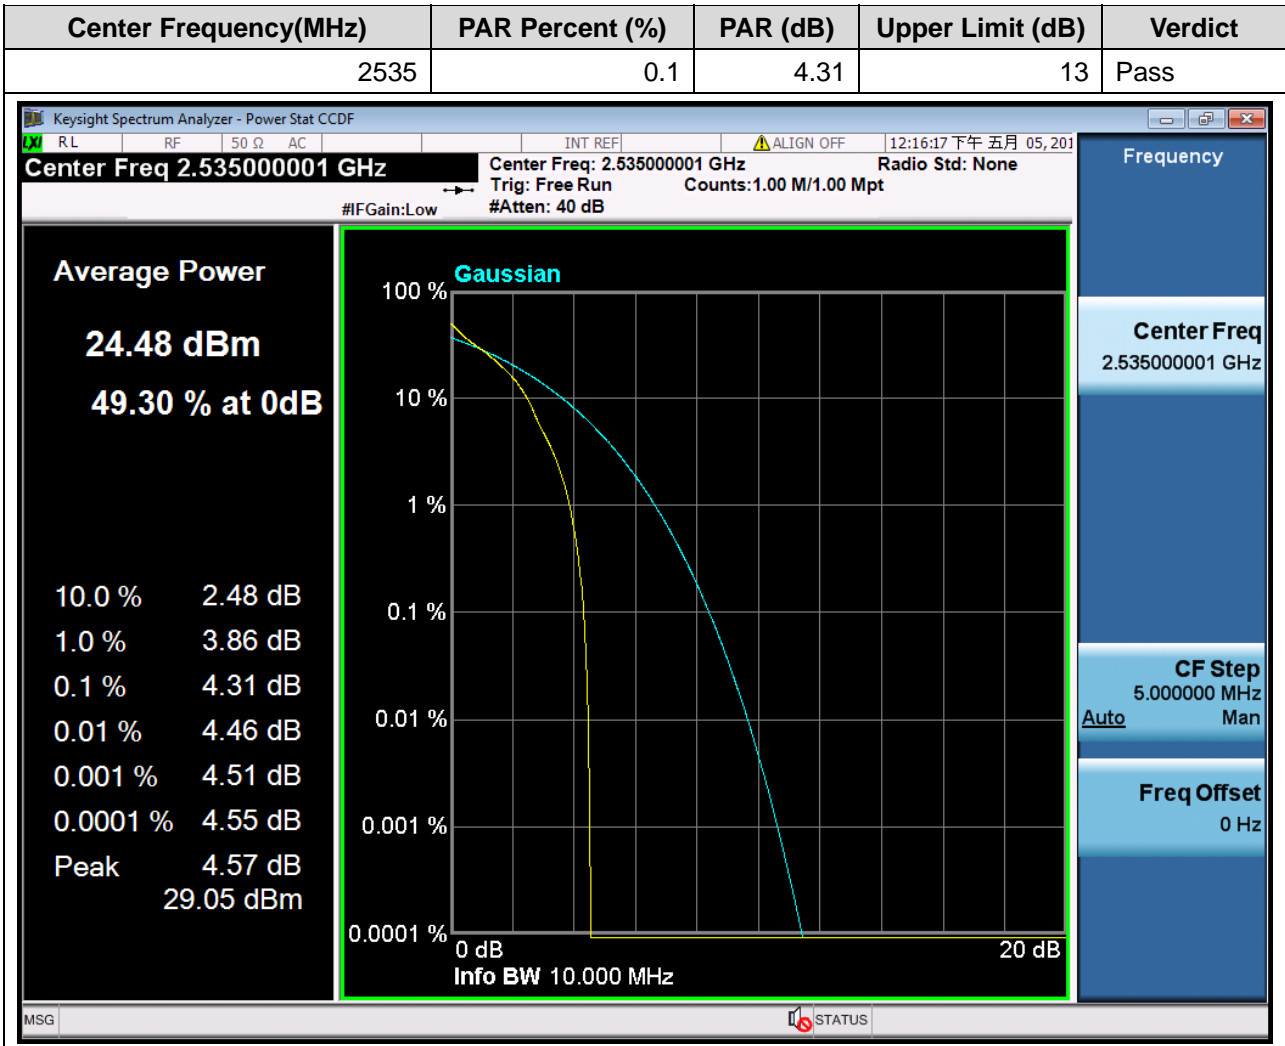 Center Frequency(MHz) PAR Percent (%) PAR (dB) Upper Limit (dB) Verdict
2535 0.1 4.31 13 Pass
Keysight Spectrum Analyzer - Power Stat CCDF
LXI RL RF 50 Ω AC INT REF ALIGN OFF 12:16:17 下午 五月 05, 201
Center Freq 2.535000001 GHz
Center Freq: 2.535000001 GHz Radio Std: None
Trig: Free Run Counts:1.00 M/1.00 Mpt
#IFGain:Low #Atten: 40 dB
Average Power
24.48 dBm
49.30 % at 0dB
10.0 % 2.48 dB
1.0 % 3.86 dB
0.1 % 4.31 dB
0.01 % 4.46 dB
0.001 % 4.51 dB
0.0001 % 4.55 dB
Peak 4.57 dB
29.05 dBm
Gaussian
100 %
10 %
1 %
0.1 %
0.01 %
0.001 %
0.0001 %
0 dB 20 dB
Info BW 10.000 MHz
Frequency
Center Freq
2.535000001 GHz
CF Step
5.000000 MHz
Auto Man
Freq Offset
0 Hz
MSG STATUS